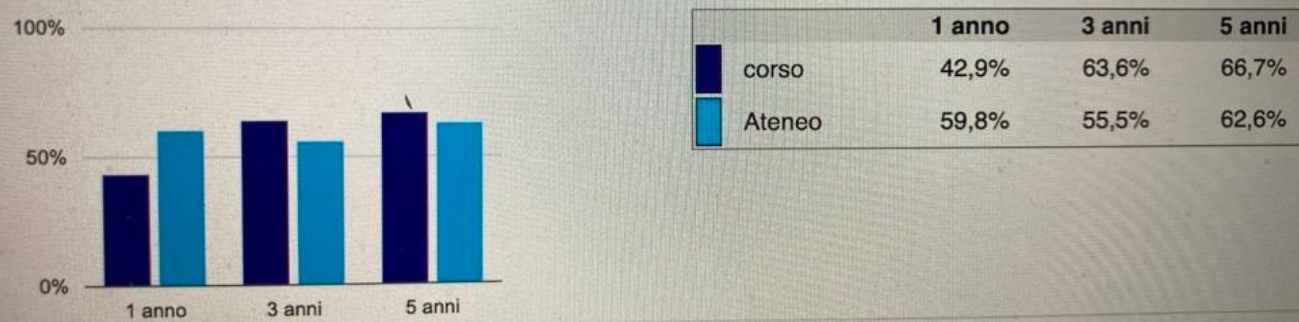 100%
50%
0%
1 anno 3 anni 5 anni
1 anno 3 anni 5 anni
corso 42,9% 63,6% 66,7%
Ateneo 59,8% 55,5% 62,6%